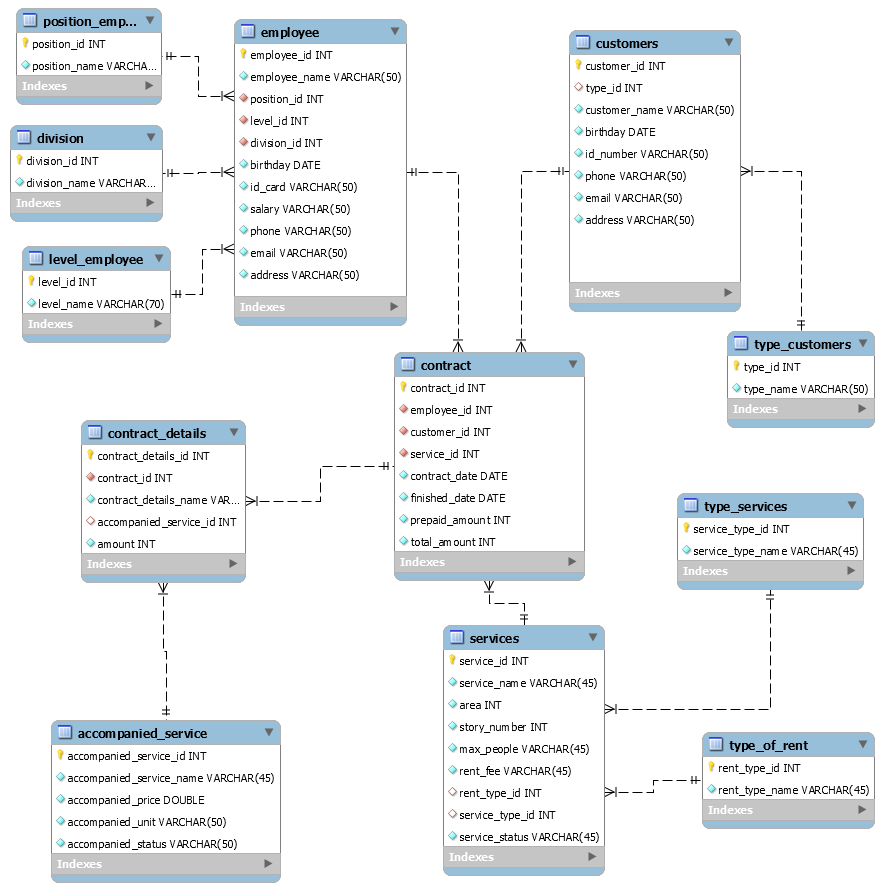 position_emp...
position_id INT
position_name VARCHA...
Indexes
division
division_id INT
division_name VARCHAR...
Indexes
level_employee
level_id INT
level_name VARCHAR(70)
Indexes
employee
employee_id INT
employee_name VARCHAR(50)
position_id INT
level_id INT
division_id INT
birthday DATE
id_card VARCHAR(50)
salary VARCHAR(50)
phone VARCHAR(50)
email VARCHAR(50)
address VARCHAR(50)
Indexes
customers
customer_id INT
type_id INT
customer_name VARCHAR(50)
birthday DATE
id_number VARCHAR(50)
phone VARCHAR(50)
email VARCHAR(50)
address VARCHAR(50)
Indexes
type_customers
type_id INT
type_name VARCHAR(50)
Indexes
contract
contract_id INT
employee_id INT
customer_id INT
service_id INT
contract_date DATE
finished_date DATE
prepaid_amount INT
total_amount INT
Indexes
contract_details
contract_details_id INT
contract_id INT
contract_details_name VAR...
accompanied_service_id INT
amount INT
Indexes
type_services
service_type_id INT
service_type_name VARCHAR(45)
Indexes
services
service_id INT
service_name VARCHAR(45)
area INT
story_number INT
max_people VARCHAR(45)
rent_fee VARCHAR(45)
rent_type_id INT
service_type_id INT
service_status VARCHAR(45)
Indexes
type_of_rent
rent_type_id INT
rent_type_name VARCHAR(45)
Indexes
accompanied_service
accompanied_service_id INT
accompanied_service_name VARCHAR(45)
accompanied_price DOUBLE
accompanied_unit VARCHAR(50)
accompanied_status VARCHAR(50)
Indexes